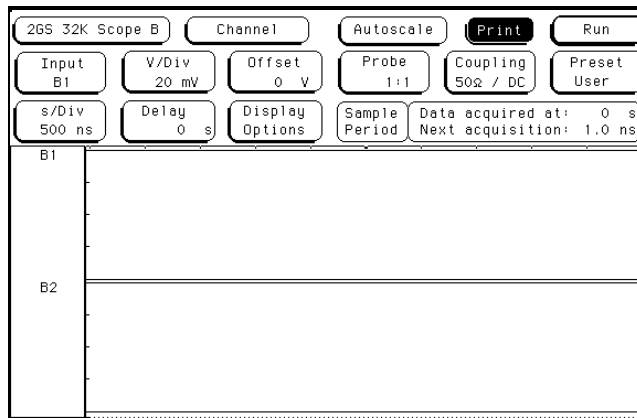 2GS 32K Scope B Channel Autoscale Print Run
Input V/Div Offset Probe Coupling Preset
B1 20 mV 0 V 1:1 50Ω / DC User
s/Div Delay Display Sample Data acquired at: 0 s
500 ns 0 s Options Period Next acquisition: 1.0 ns
B1
B2